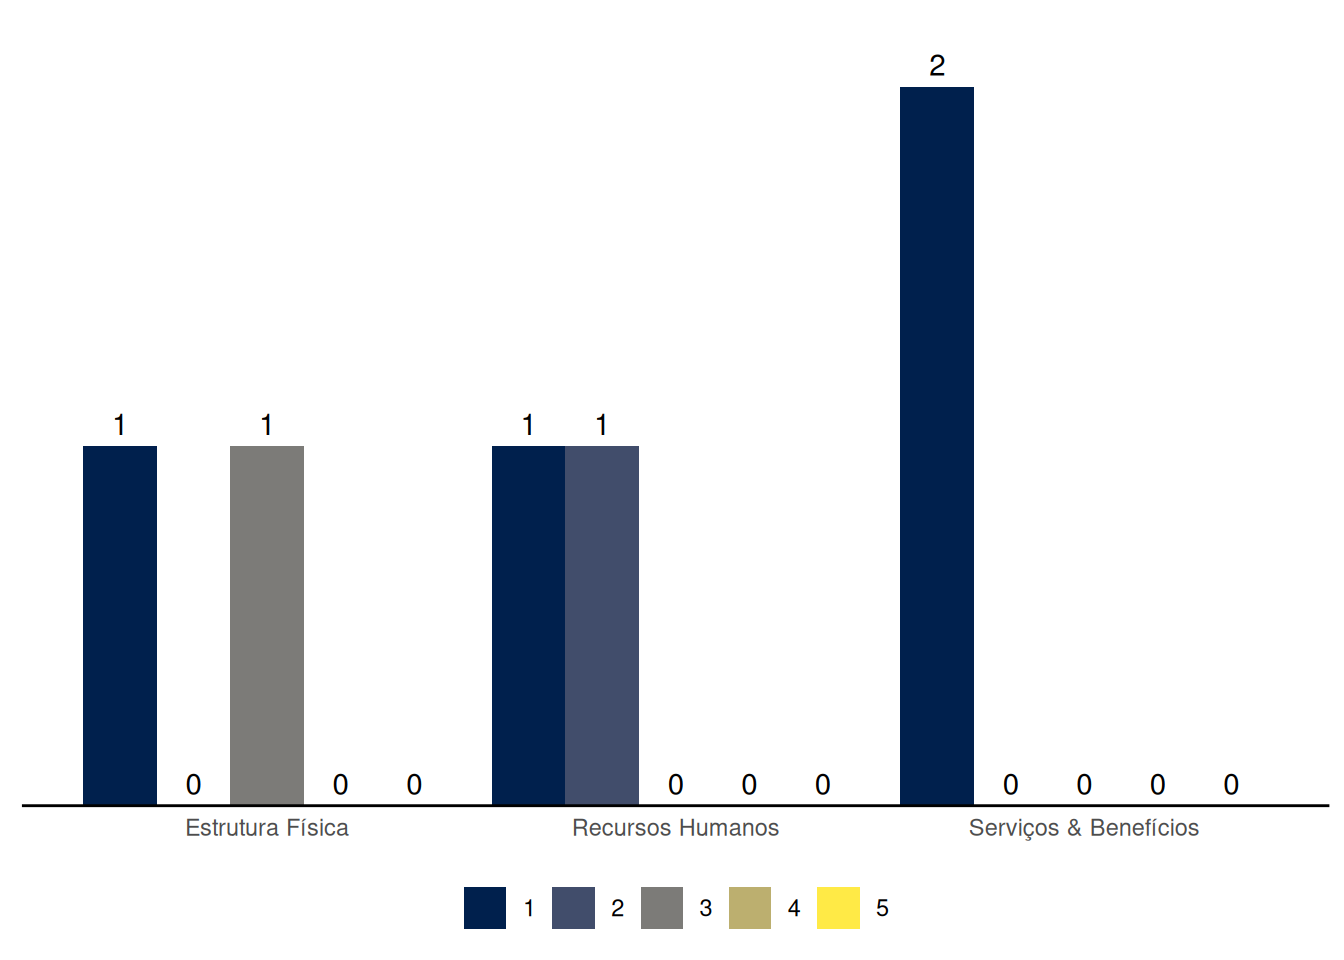 2
1 1 1 1
0 0 0 0 0 0 0 0 0 0
Estrutura Física Recursos Humanos Serviços & Benefícios
1 2 3 4 5